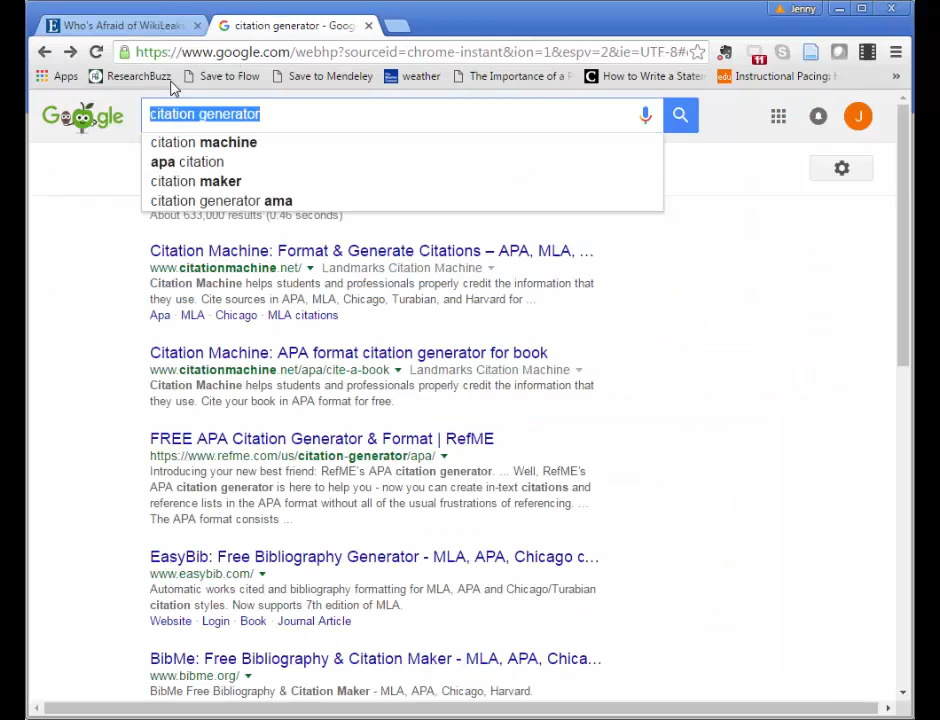 Jenny
Who's Afraid of WikiLeaks
citation generator - Goog
https://www.google.com/webhp?sourceid=chrome-instant&ion=1&espv=2&ie=UTF-8#
11
Apps ResearchBuzz Save to Flow Save to Mendeley weather The Importance of a How to Write a State Instructional Pacing: »
Google citation generator J
citation machine
apa citation
citation maker
citation generator ama
About 633,000 results (0.46 seconds)
Citation Machine: Format & Generate Citations – APA, MLA, ...
www.citationmachine.net/ Landmarks Citation Machine
Citation Machine helps students and professionals properly credit the information that
they use. Cite sources in APA, MLA, Chicago, Turabian, and Harvard for ...
Apa · MLA · Chicago · MLA citations
Citation Machine: APA format citation generator for book
www.citationmachine.net/apa/cite-a-book Landmarks Citation Machine
Citation Machine helps students and professionals properly credit the information that
they use. Cite your book in APA format for free.
FREE APA Citation Generator & Format | RefME
https://www.refme.com/us/citation-generator/apa/
Introducing your new best friend: RefME's APA citation generator. ... Well, RefME's
APA citation generator is here to help you - now you can create in-text citations and
reference lists in the APA format without all of the usual frustrations of referencing. ...
The APA format consists ...
EasyBib: Free Bibliography Generator - MLA, APA, Chicago c...
www.easybib.com/
Automatic works cited and bibliography formatting for MLA, APA and Chicago/Turabian
citation styles. Now supports 7th edition of MLA.
Website · Login · Book · Journal Article
BibMe: Free Bibliography & Citation Maker - MLA, APA, Chica...
www.bibme.org/
BibMe Free Bibliography & Citation Maker - MLA, APA, Chicago, Harvard.